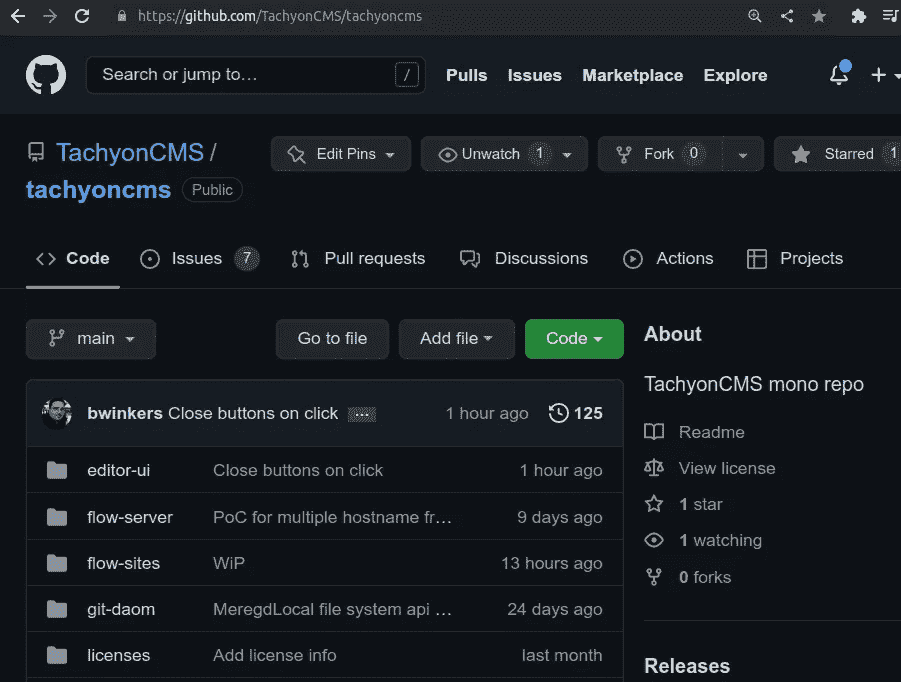 https://github.com/TachyonCMS/tachyoncms
Search or jump to… /
Pulls Issues Marketplace Explore
TachyonCMS /
tachyoncms Public
Edit Pins Unwatch 1 Fork 0 Starred 1
Code Issues 7 Pull requests Discussions Actions Projects
main Go to file Add file Code
bwinkers Close buttons on click ... 1 hour ago 125
editor-ui Close buttons on click 1 hour ago
flow-server PoC for multiple hostname fr… 9 days ago
flow-sites WiP 13 hours ago
git-daom MeregdLocal file system api … 24 days ago
licenses Add license info last month
About
TachyonCMS mono repo
Readme
View license
1 star
1 watching
0 forks
Releases